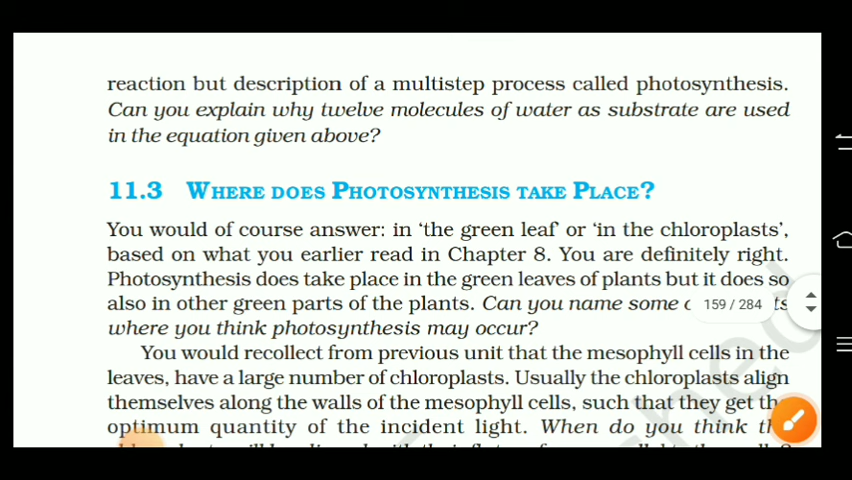 reaction but description of a multistep process called photosynthesis.
Can you explain why twelve molecules of water as substrate are used
in the equation given above?
11.3 WHERE DOES PHOTOSYNTHESIS TAKE PLACE?
You would of course answer: in ‘the green leaf’ or ‘in the chloroplasts’,
based on what you earlier read in Chapter 8. You are definitely right.
Photosynthesis does take place in the green leaves of plants but it does so
also in other green parts of the plants. Can you name some
159 / 284
where you think photosynthesis may occur?
You would recollect from previous unit that the mesophyll cells in the
leaves, have a large number of chloroplasts. Usually the chloroplasts align
themselves along the walls of the mesophyll cells, such that they get
optimum quantity of the incident light. When do you think